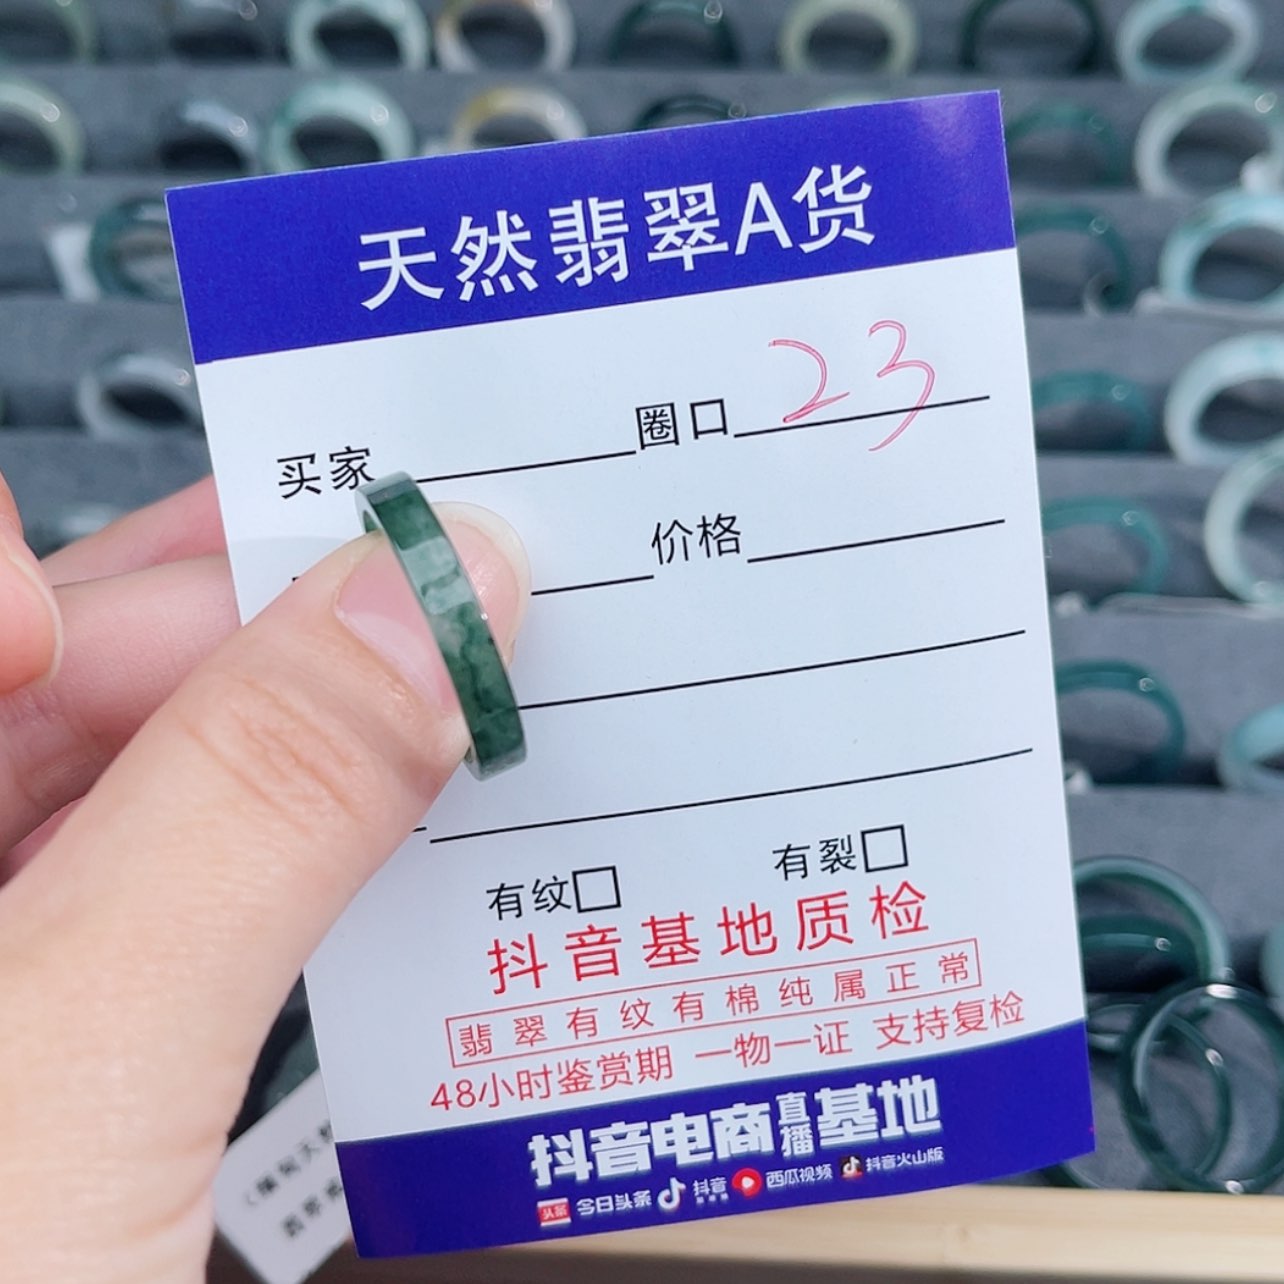 天然翡翠A货
买家 圈口 23
价格
有纹□ 有裂□
抖音基地质检
翡翠有纹有棉纯属正常
48小时鉴赏期 一物一证 支持复检
抖音电商直播基地
头条 今日头条 抖音 西瓜视频 抖音火山版